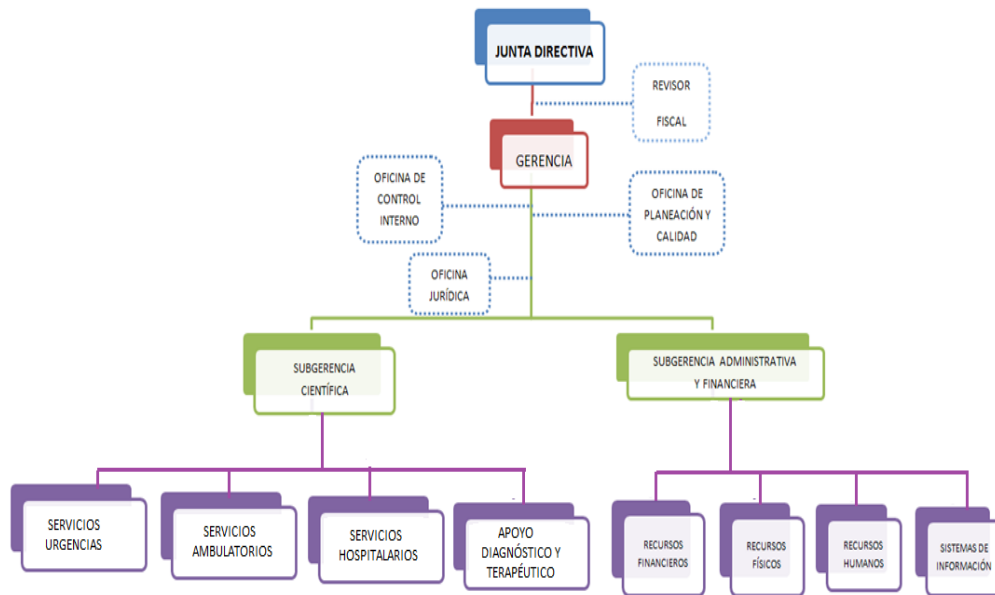 JUNTA DIRECTIVA
REVISOR
FISCAL
GERENCIA
OFICINA DE
CONTROL
INTERNO
OFICINA DE
PLANEACIÓN Y
CALIDAD
OFICINA
JURÍDICA
SUBGERENCIA
CIENTÍFICA
SUBGERENCIA ADMINISTRATIVA
Y FINANCIERA
SERVICIOS
URGENCIAS
SERVICIOS
AMBULATORIOS
SERVICIOS
HOSPITALARIOS
APOYO
DIAGNÓSTICO Y
TERAPÉUTICO
RECURSOS
FINANCIEROS
RECURSOS
FÍSICOS
RECURSOS
HUMANOS
SISTEMAS DE
INFORMACIÓN